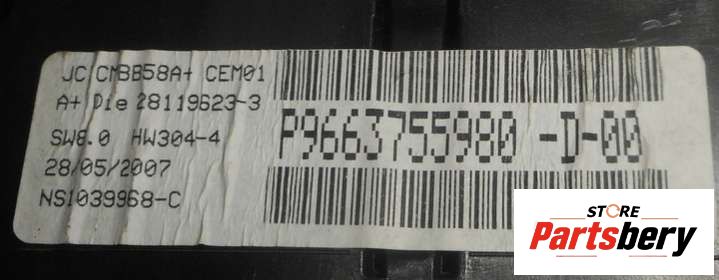 JC CMBB58A+ CEM01
A+ Die 28119623-3
SW8.0 HW304-4
28/05/2007
NS1039968-C
P9663755980 -D-00
STORE
Partsbery